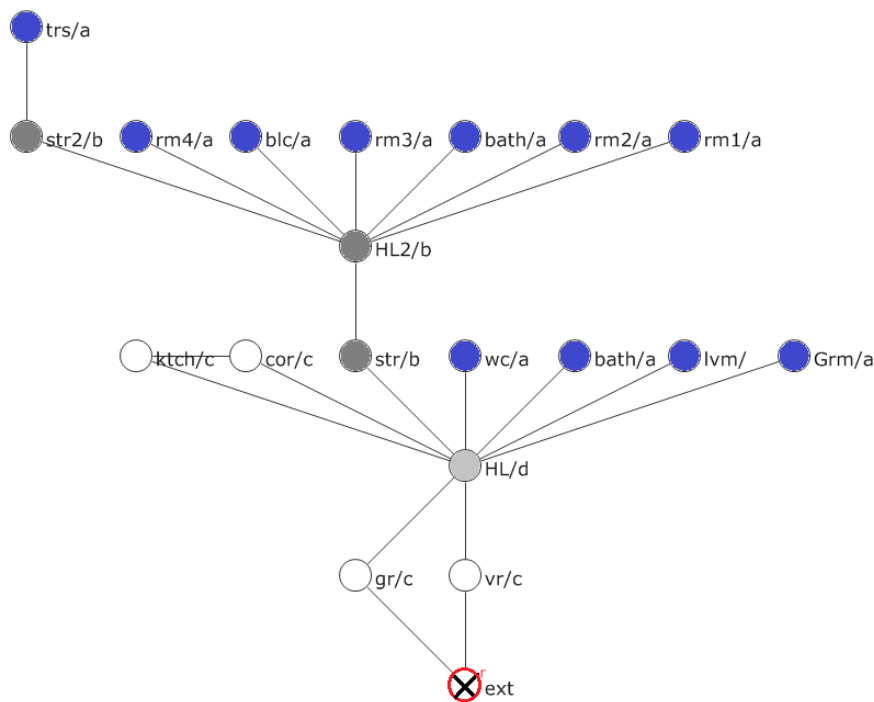 trs/a
str2/b rm4/a blc/a rm3/a bath/a rm2/a rm1/a
HL2/b
ktch/c cor/c str/b wc/a bath/a lvm/ Grm/a
HL/d
gr/c vr/c
r
ext